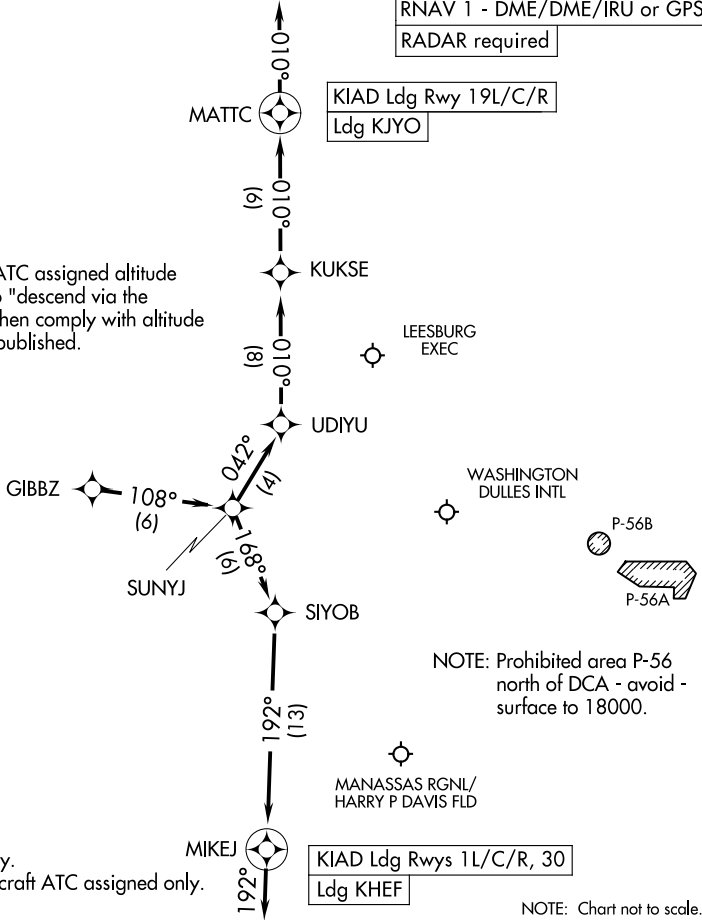 RNAV 1 - DME/DME/IRU or GPS
RADAR required
010°
MATTC
KIAD Ldg Rwy 19L/C/R
Ldg KJYO
(9)
010°
KUKSE
ATC assigned altitude
"descend via the
then comply with altitude
published.
(8)
010°
LEESBURG
EXEC
UDIYU
042°
(4)
GIBBZ
108°
(6)
WASHINGTON
DULLES INTL
P-56B
P-56A
SUNYJ
168°
(6)
SIYOB
NOTE: Prohibited area P-56
north of DCA - avoid -
surface to 18000.
192°
(13)
MANASSAS RGNL/
HARRY P DAVIS FLD
MIKEJ
KIAD Ldg Rwys 1L/C/R, 30
Ldg KHEF
y.
craft ATC assigned only.
192°
NOTE: Chart not to scale.